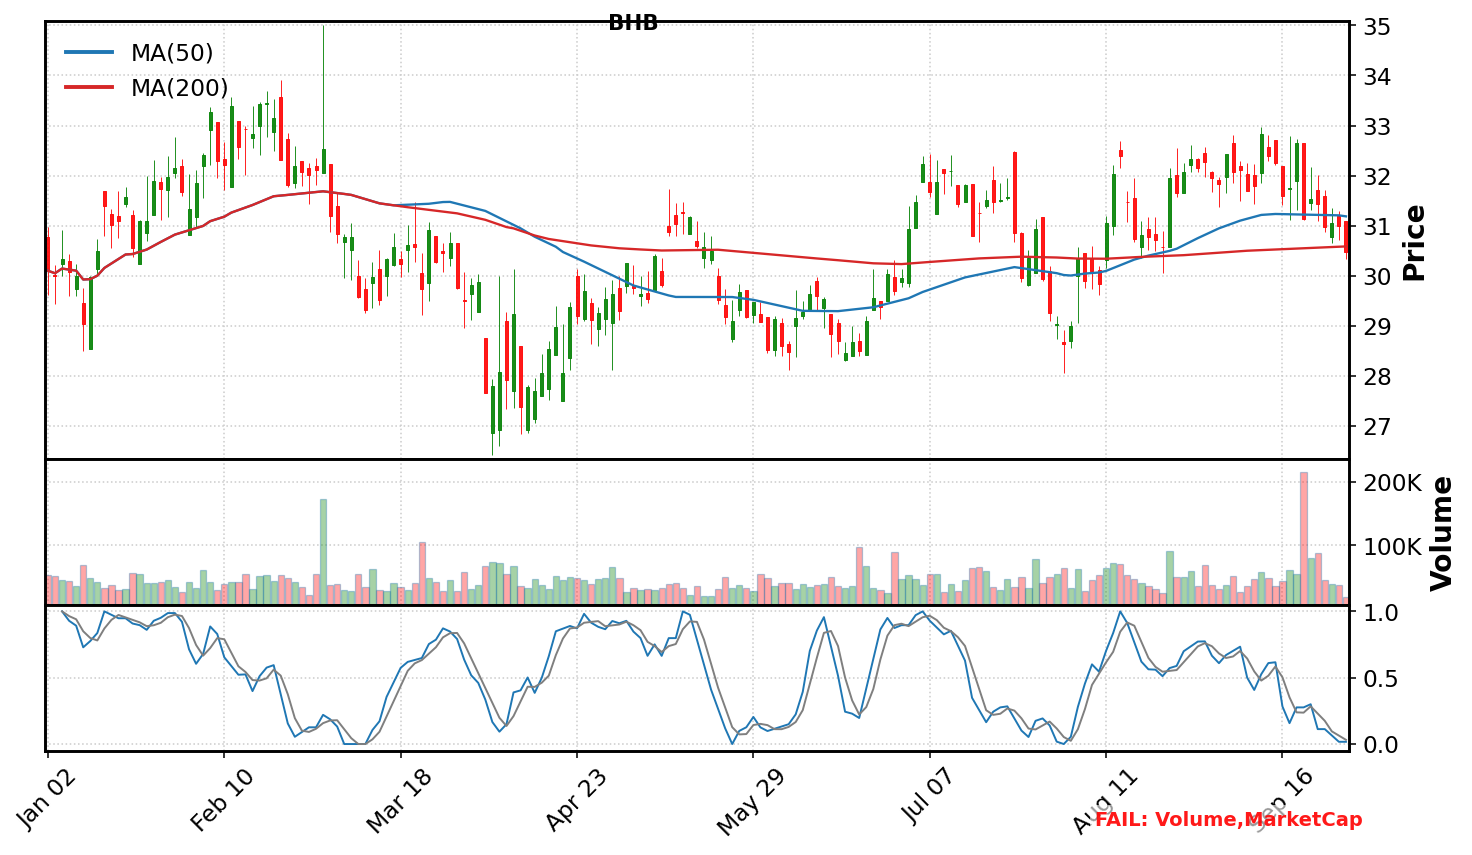 BHB
MA(50)
MA(200)
35
34
33
32
31
30
29
28
27
Price
200K
100K
Volume
1.0
0.5
0.0
Jan 02
Feb 10
Mar 18
Apr 23
May 29
Jul 07
Aug 11
Sep 16
FAIL: Volume,MarketCap